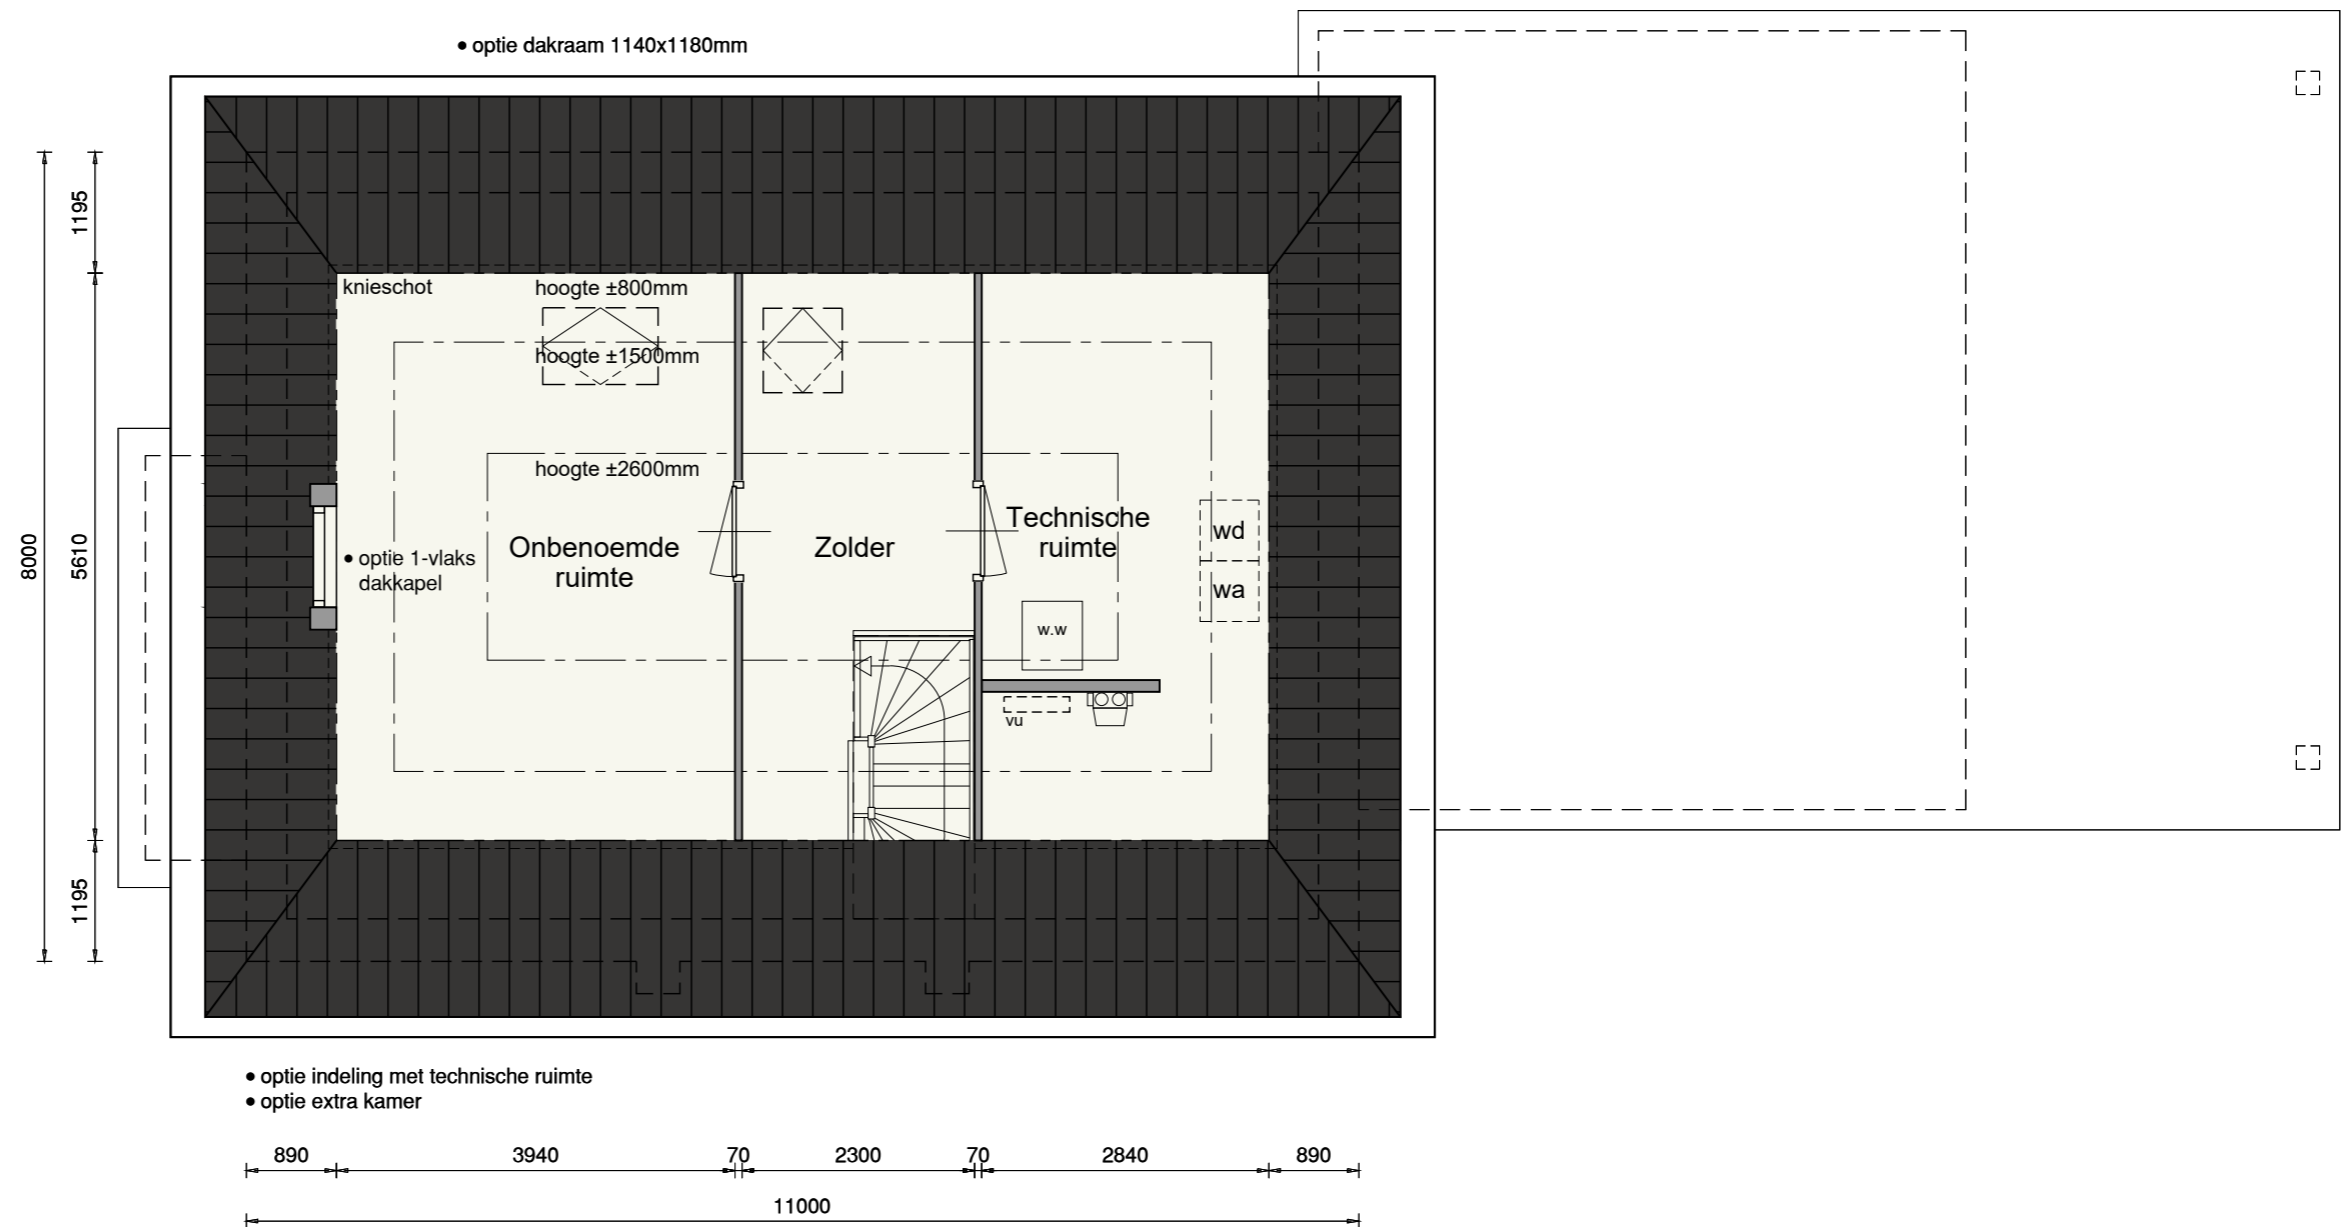 • optie dakraam 1140x1180mm
knieschot
hoogte ±800mm
hoogte ±1500mm
hoogte ±2600mm
1195
5610
8000
1195
• optie 1-vlaks
dakkapel
Onbenoemde
ruimte
Zolder
Technische
ruimte
wd
wa
w.w
vu
• optie indeling met technische ruimte
• optie extra kamer
890 3940 70 2300 70 2840 890
11000